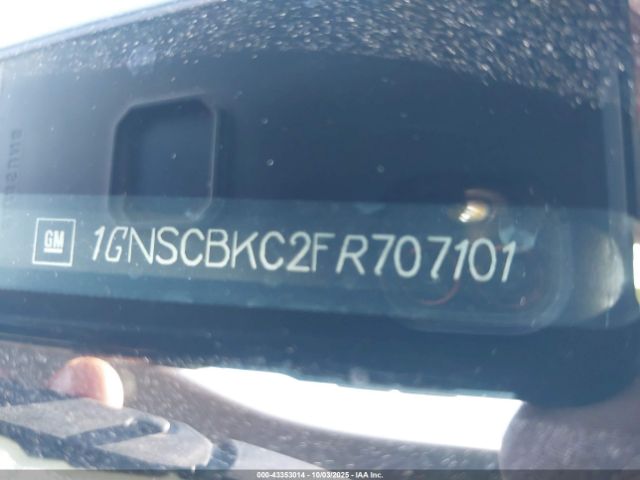 GM 1GNSCBKC2FR707101
000-43353014 - 10/03/2025 - IAA Inc.